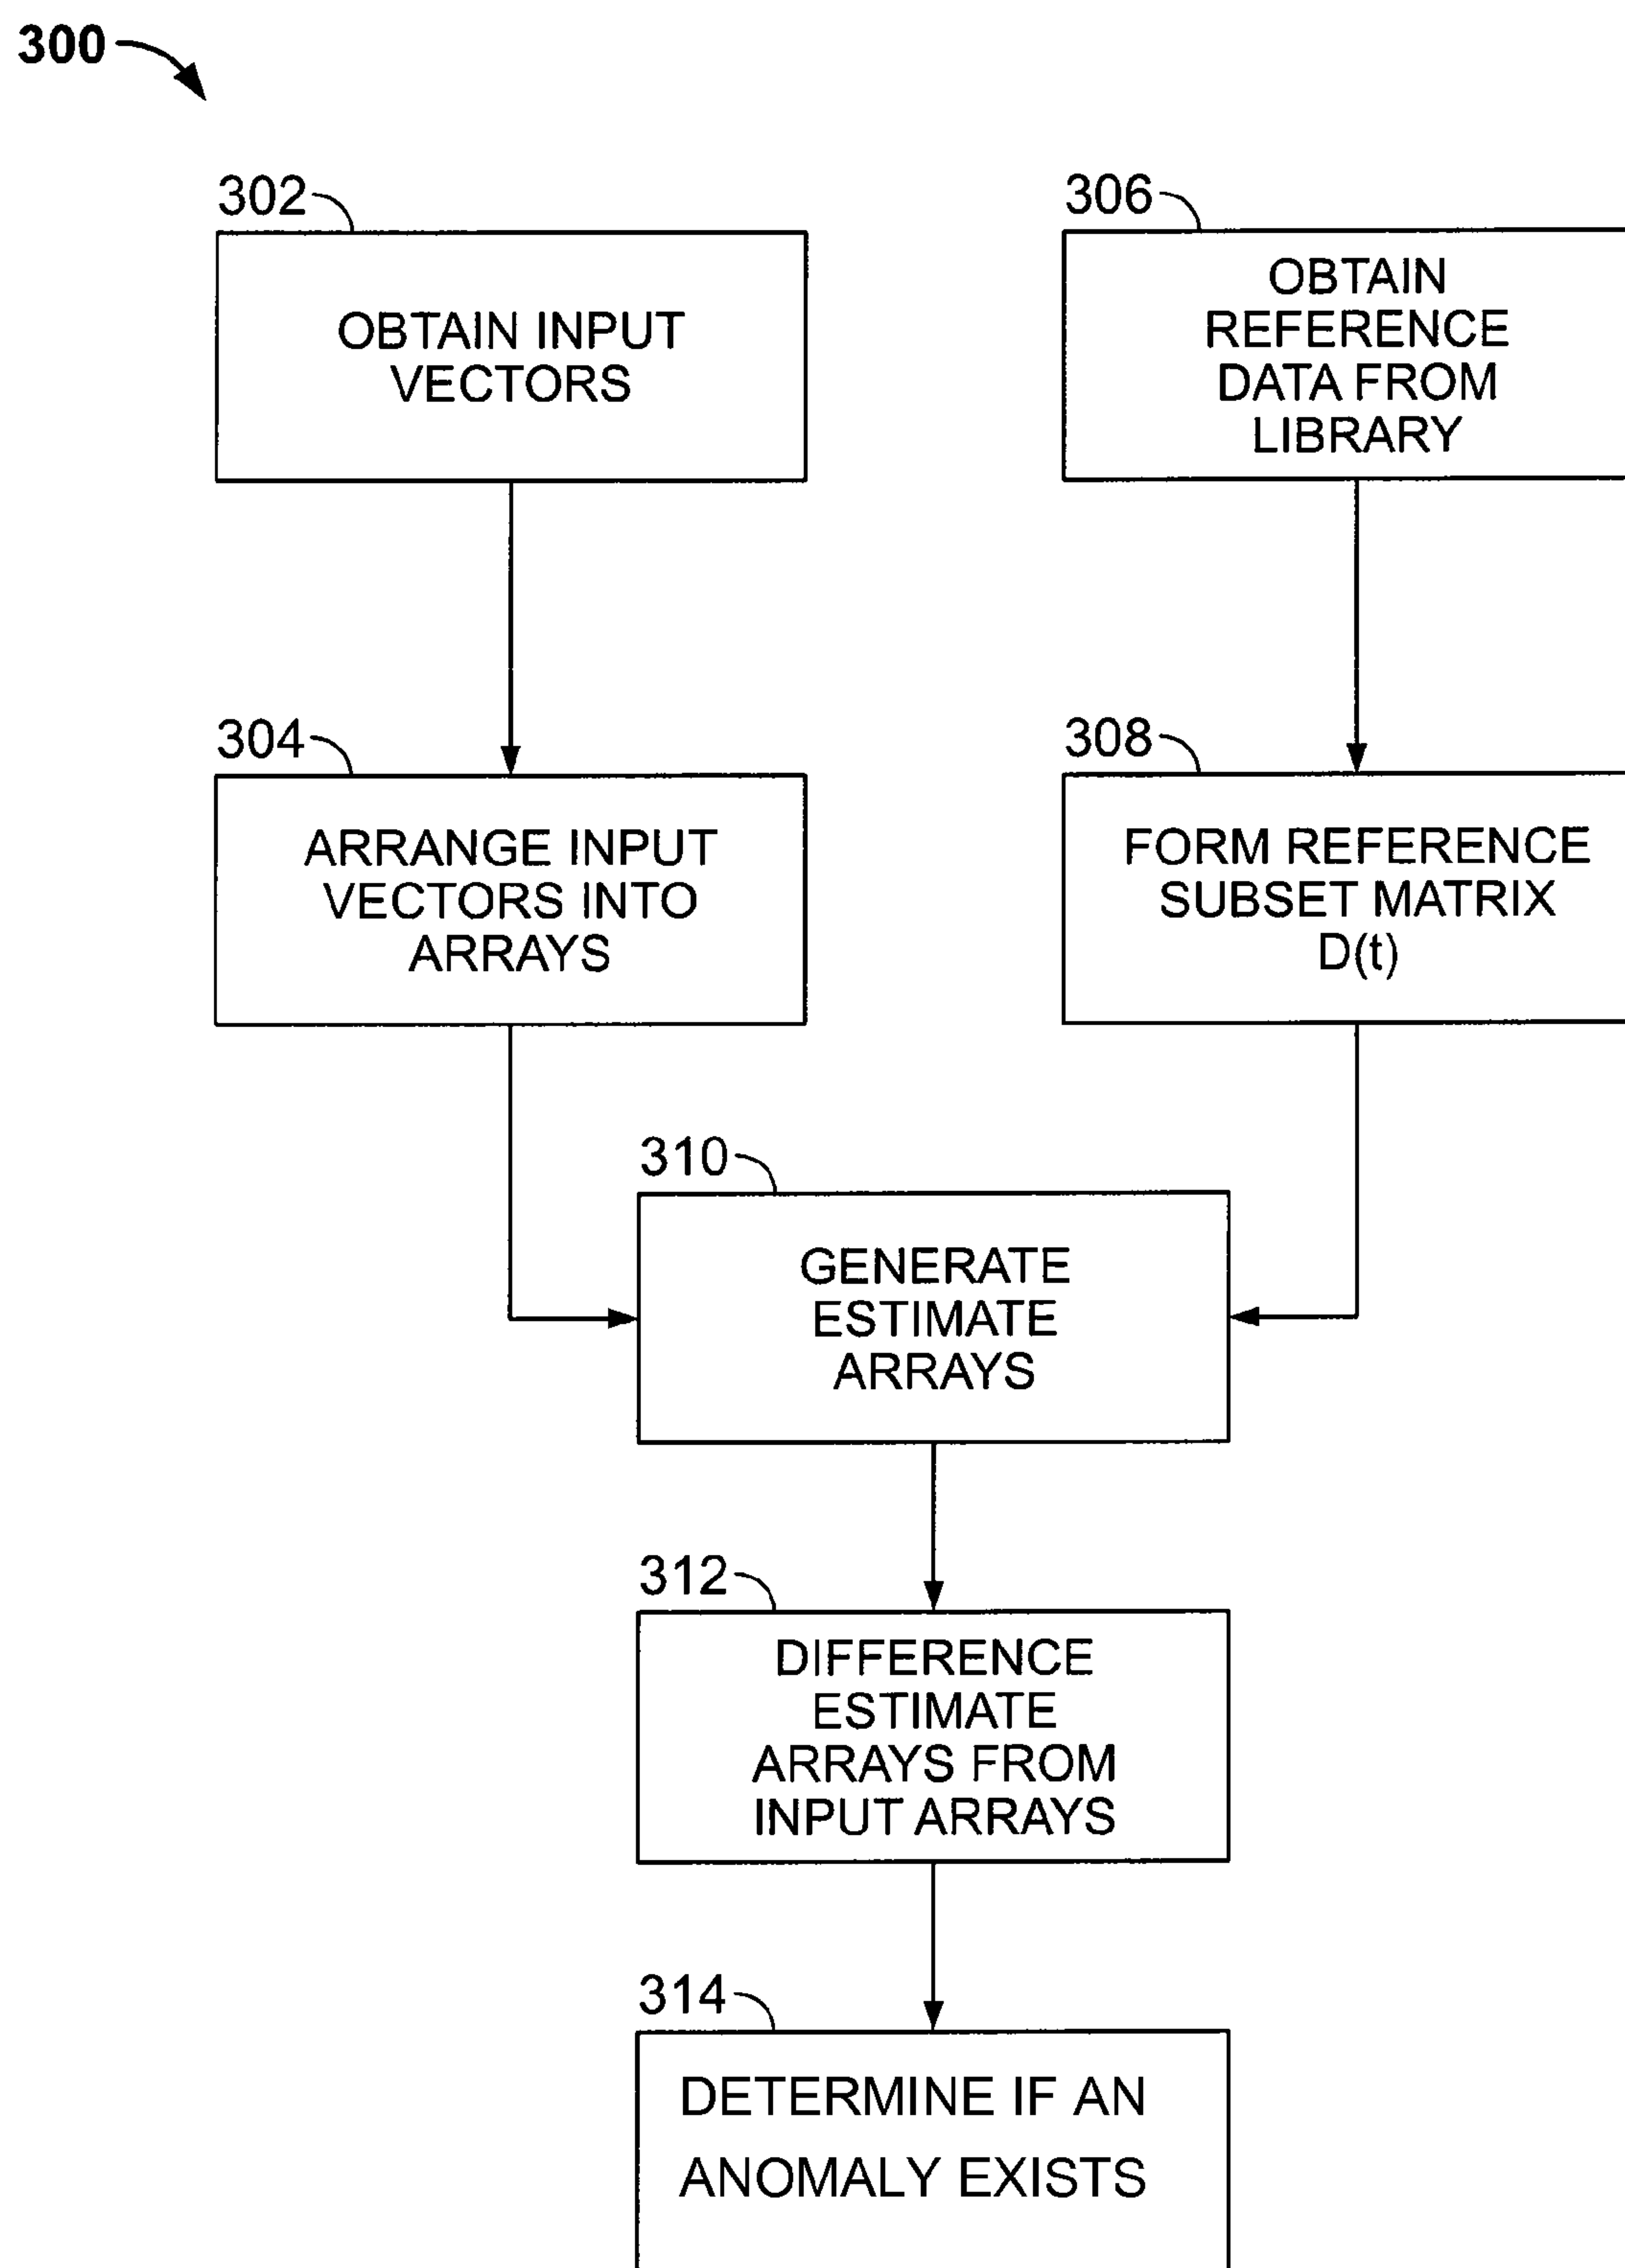 300
302
OBTAIN INPUT
VECTORS
306
OBTAIN
REFERENCE
DATA FROM
LIBRARY
304
ARRANGE INPUT
VECTORS INTO
ARRAYS
308
FORM REFERENCE
SUBSET MATRIX
D(t)
310
GENERATE
ESTIMATE
ARRAYS
312
DIFFERENCE
ESTIMATE
ARRAYS FROM
INPUT ARRAYS
314
DETERMINE IF AN
ANOMALY EXISTS